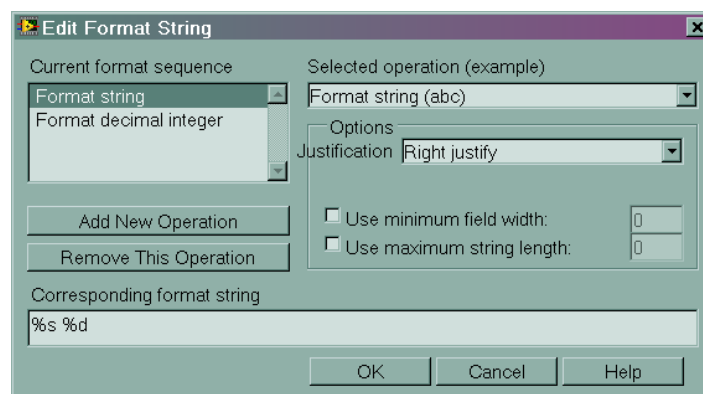 Edit Format String
Current format sequence
Format string
Format decimal integer
Selected operation (example)
Format string (abc)
Options
Justification Right justify
Use minimum field width: 0
Use maximum string length: 0
Add New Operation
Remove This Operation
Corresponding format string
%s %d
OK Cancel Help